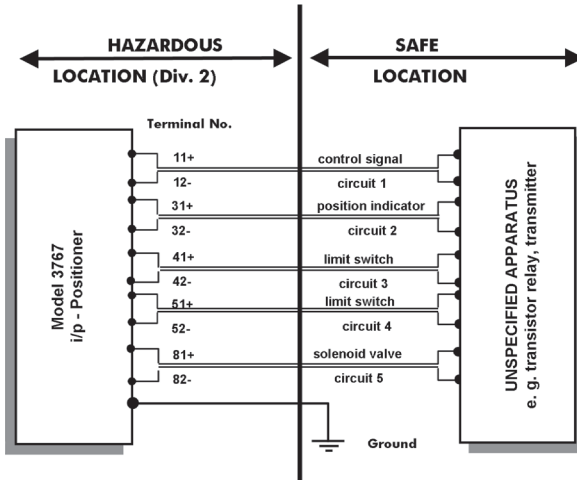 HAZARDOUS
LOCATION (Div. 2)
SAFE
LOCATION
Terminal No.
Model 3767
i/p - Positioner
11+
control signal
12-
circuit 1
31+
position indicator
32-
circuit 2
41+
limit switch
42-
circuit 3
51+
limit switch
52-
circuit 4
81+
solenoid valve
82-
circuit 5
Ground
UNSPECIFIED APPARATUS
e. g. transistor relay, transmitter